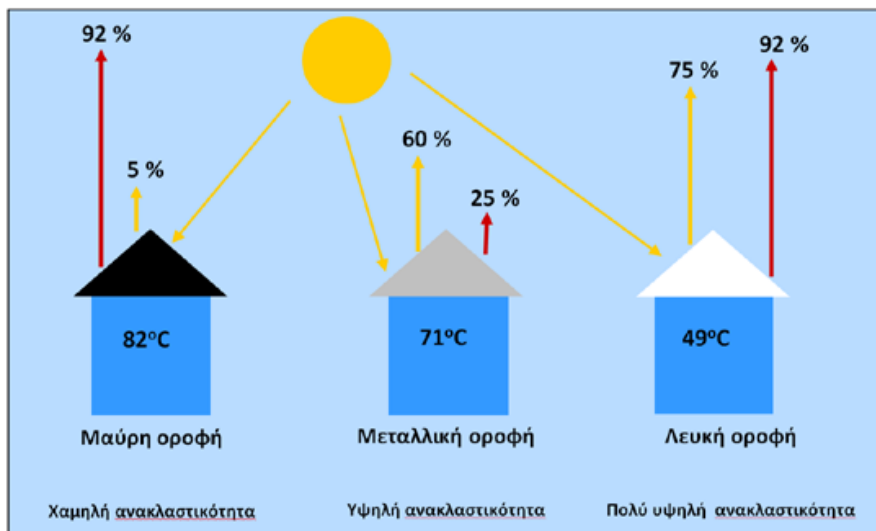 92 %
5 %
60 %
25 %
75 %
92 %
82°C
71°C
49°C
Μαύρη οροφή
Μεταλλική οροφή
Λευκή οροφή
Χαμηλή ανακλαστικότητα
Υψηλή ανακλαστικότητα
Πολύ υψηλή ανακλαστικότητα